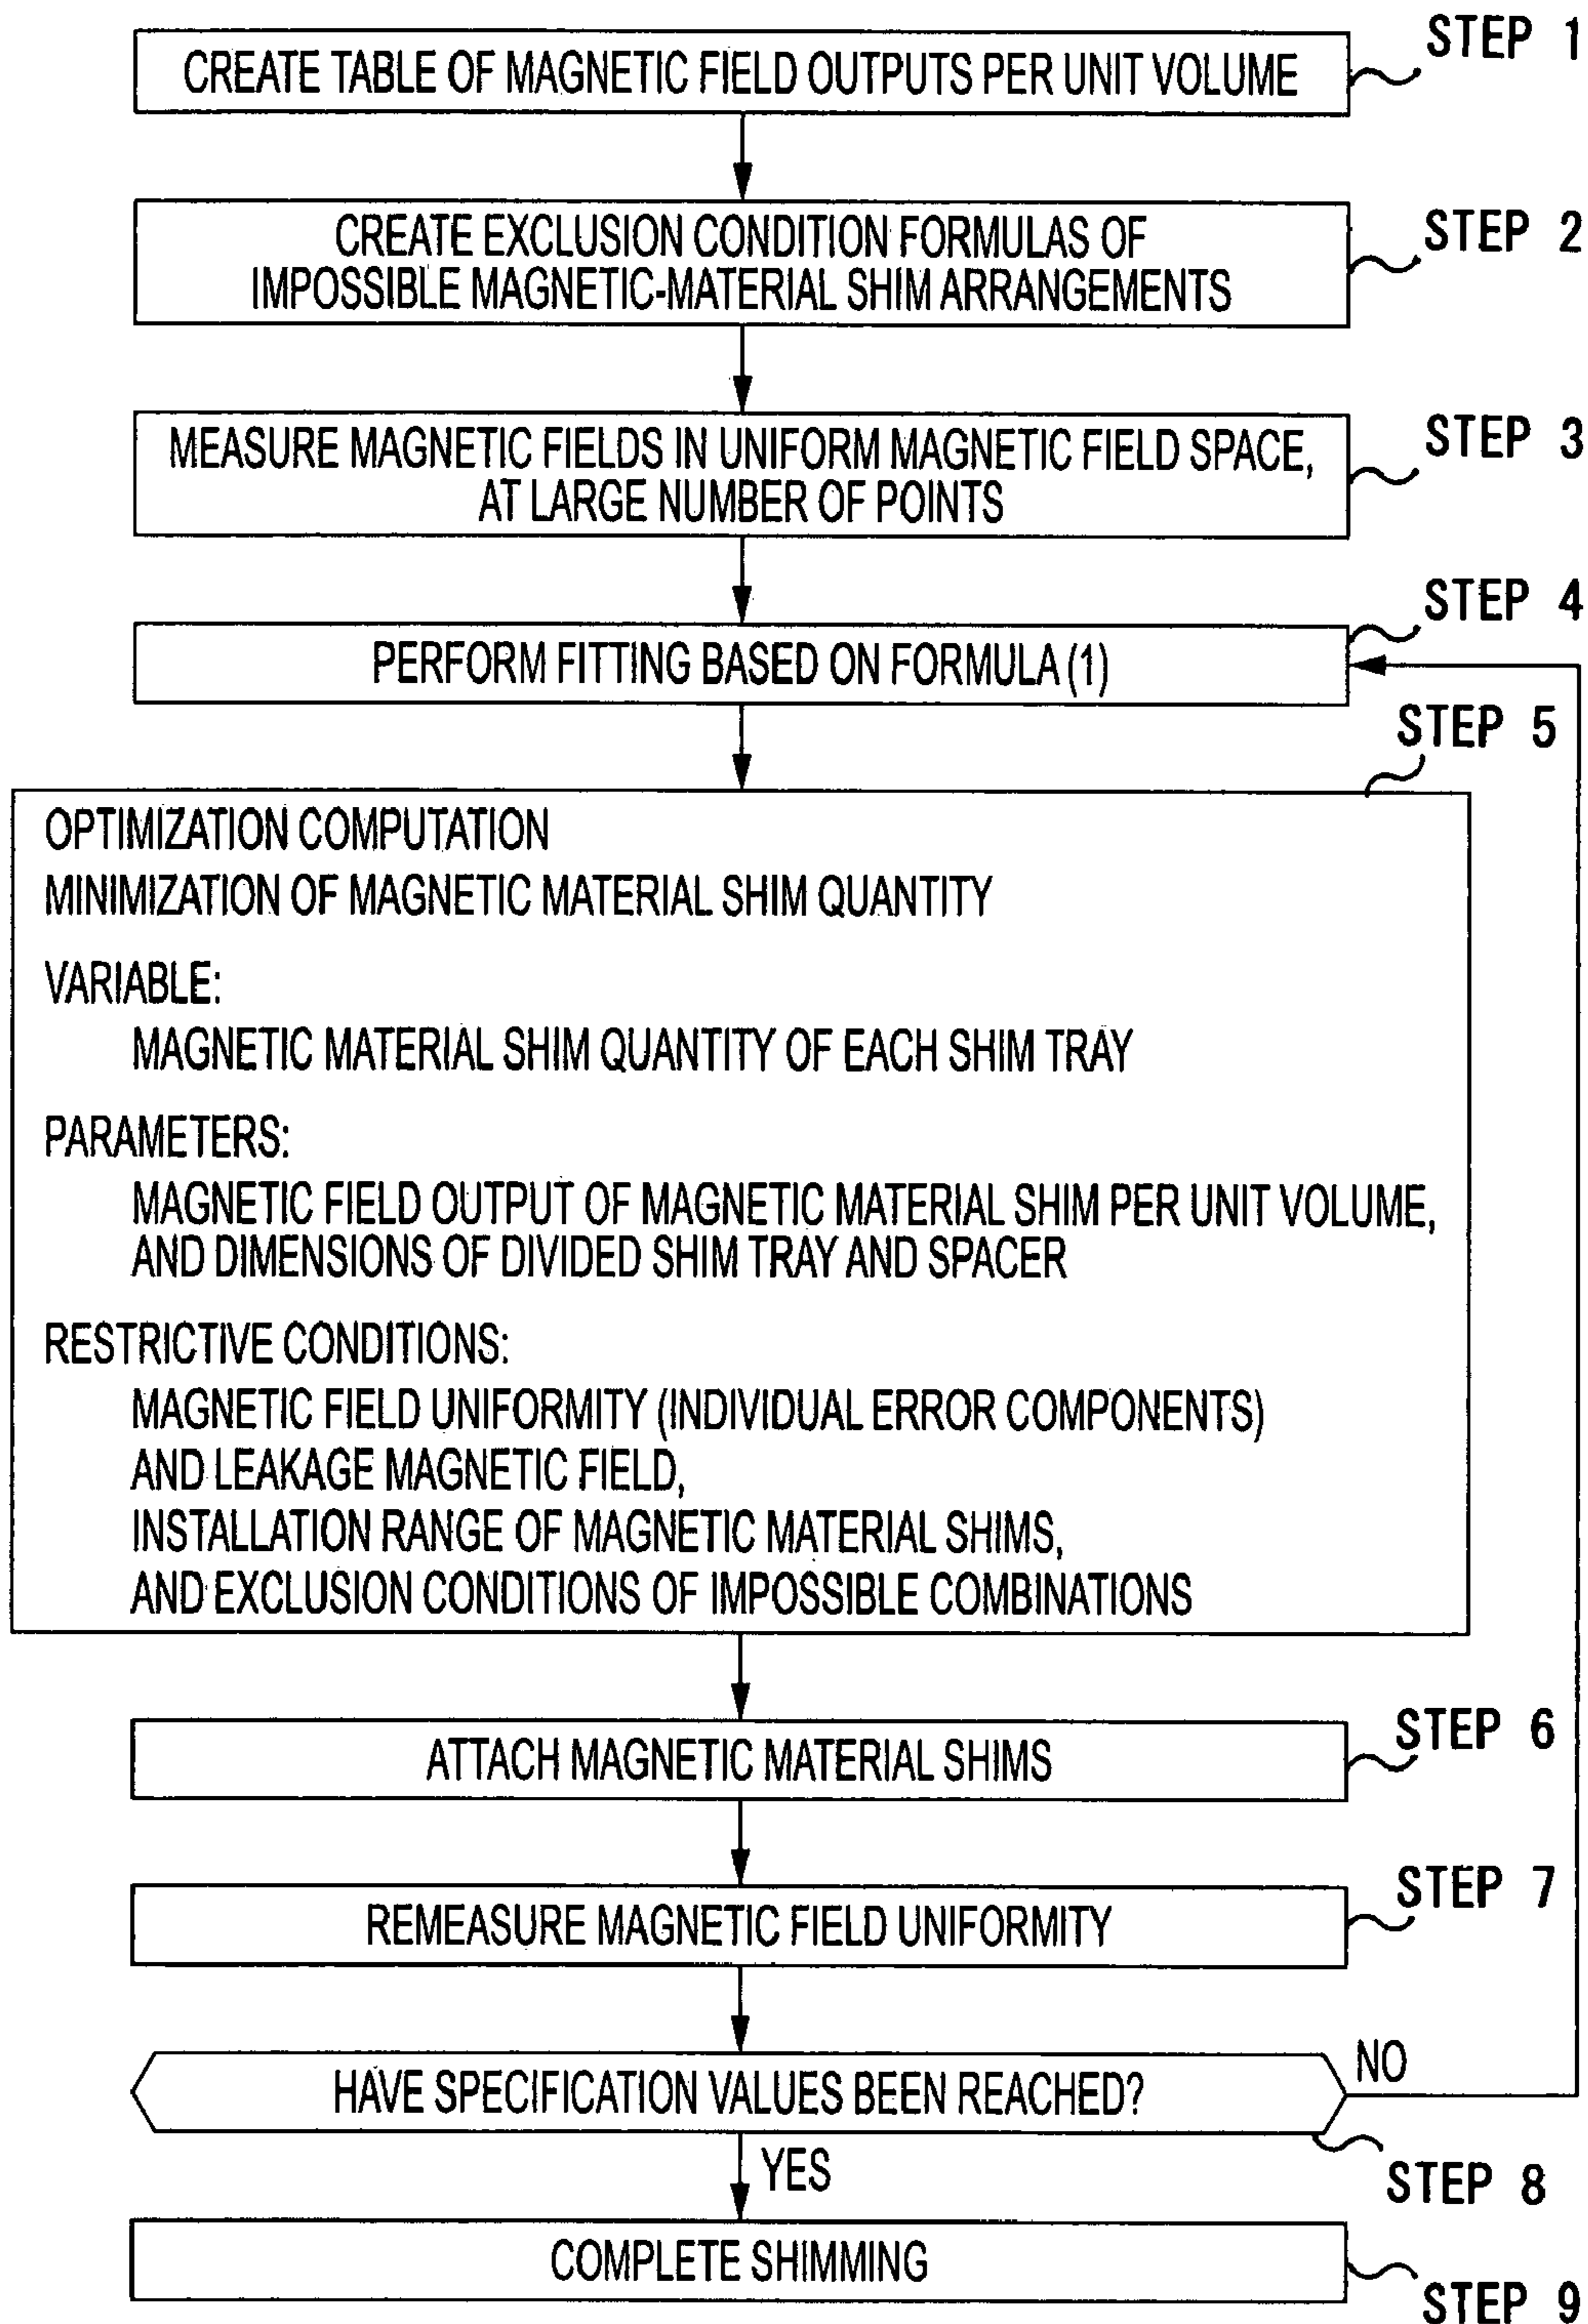 STEP 1
CREATE TABLE OF MAGNETIC FIELD OUTPUTS PER UNIT VOLUME
STEP 2
CREATE EXCLUSION CONDITION FORMULAS OF
IMPOSSIBLE MAGNETIC-MATERIAL SHIM ARRANGEMENTS
STEP 3
MEASURE MAGNETIC FIELDS IN UNIFORM MAGNETIC FIELD SPACE,
AT LARGE NUMBER OF POINTS
STEP 4
PERFORM FITTING BASED ON FORMULA (1)
STEP 5
OPTIMIZATION COMPUTATION
MINIMIZATION OF MAGNETIC MATERIAL SHIM QUANTITY
VARIABLE:
MAGNETIC MATERIAL SHIM QUANTITY OF EACH SHIM TRAY
PARAMETERS:
MAGNETIC FIELD OUTPUT OF MAGNETIC MATERIAL SHIM PER UNIT VOLUME,
AND DIMENSIONS OF DIVIDED SHIM TRAY AND SPACER
RESTRICTIVE CONDITIONS:
MAGNETIC FIELD UNIFORMITY (INDIVIDUAL ERROR COMPONENTS)
AND LEAKAGE MAGNETIC FIELD,
INSTALLATION RANGE OF MAGNETIC MATERIAL SHIMS,
AND EXCLUSION CONDITIONS OF IMPOSSIBLE COMBINATIONS
STEP 6
ATTACH MAGNETIC MATERIAL SHIMS
STEP 7
REMEASURE MAGNETIC FIELD UNIFORMITY
HAVE SPECIFICATION VALUES BEEN REACHED?
NO
YES
STEP 8
COMPLETE SHIMMING
STEP 9